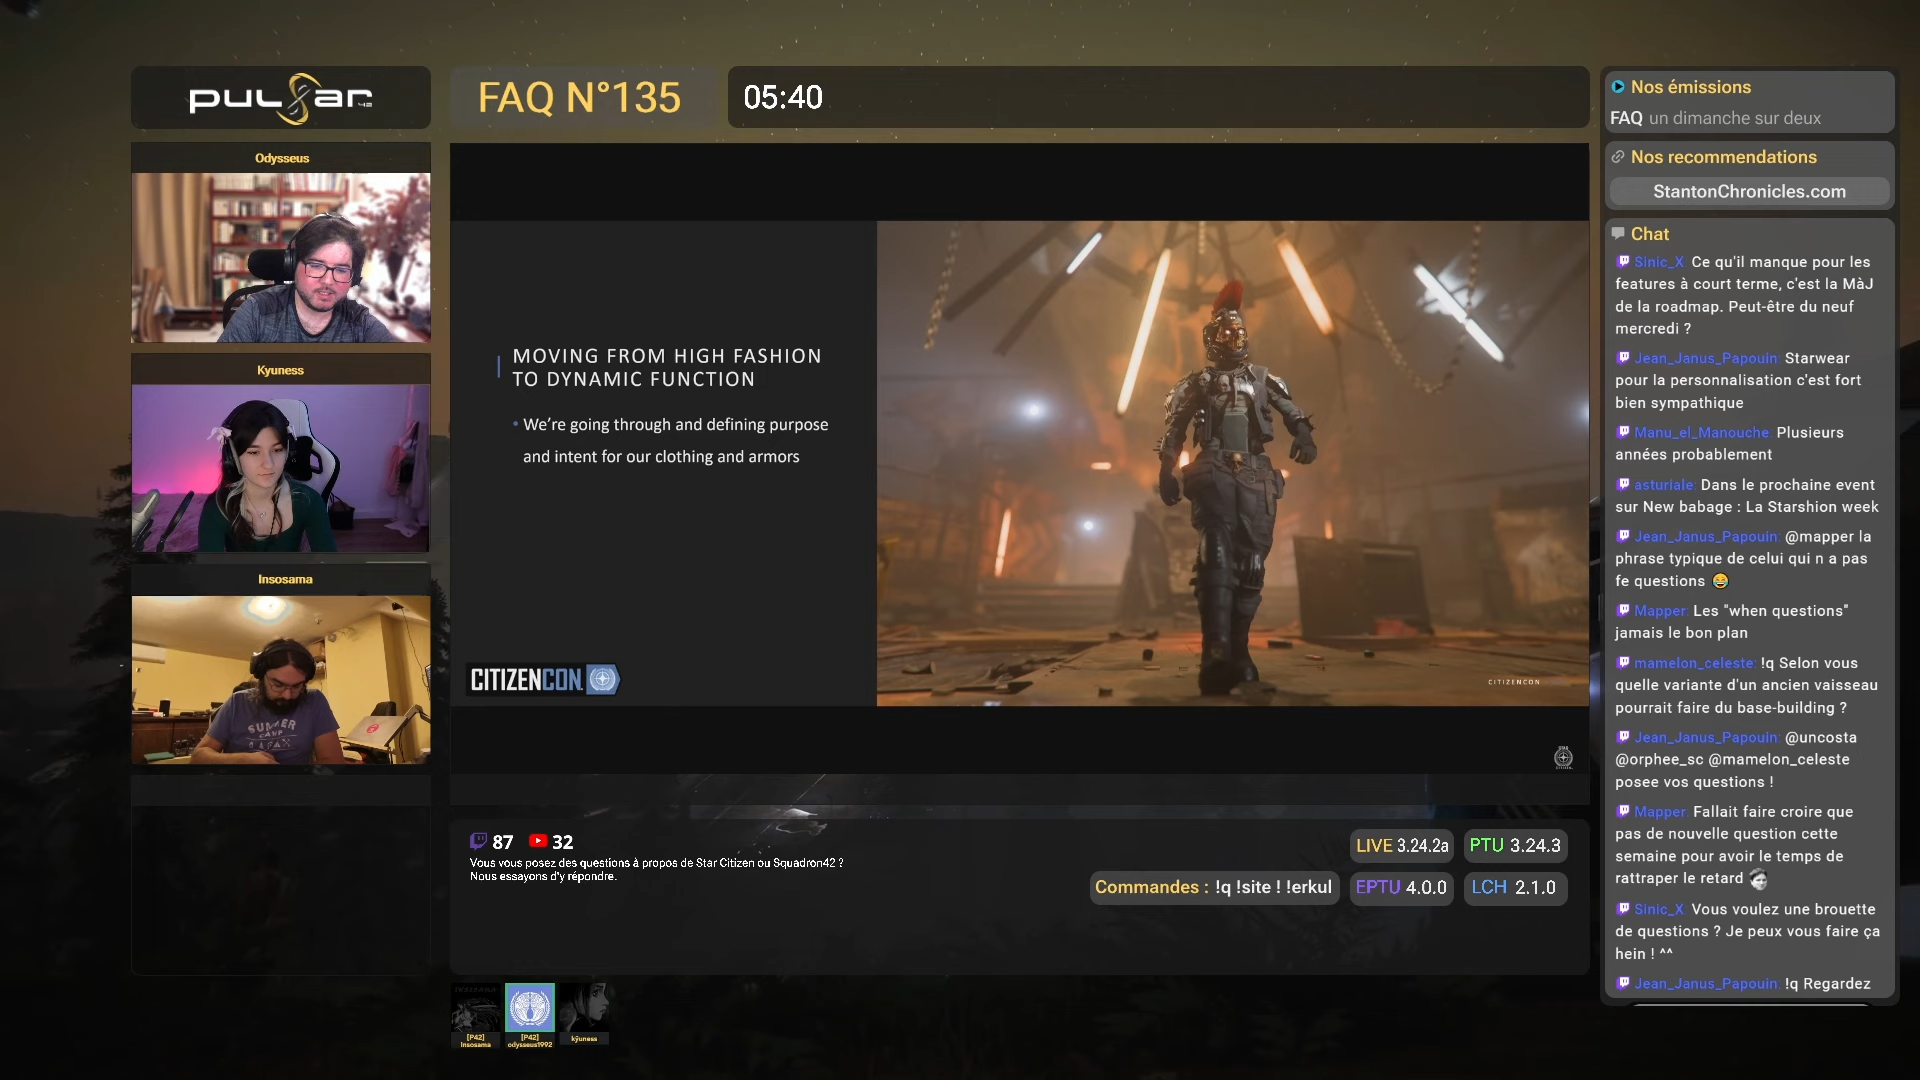 pulsar 42
FAQ N°135
05:40
Odysseus
Kyuness
Insosama
SUMMER
CAMP
MOVING FROM HIGH FASHION
TO DYNAMIC FUNCTION
• We’re going through and defining purpose
and intent for our clothing and armors
CITIZENCON
CITIZENCON
87 32
Vous vous posez des questions à propos de Star Citizen ou Squadron42 ?
Nous essayons d'y répondre.
LIVE 3.24.2a PTU 3.24.3
Commandes : !q !site ! !erkul EPTU 4.0.0 LCH 2.1.0
[P42]
Insosama
[P42]
odysseus1992
kÿuness
Nos émissions
FAQ un dimanche sur deux
Nos recommendations
StantonChronicles.com
Chat
Sinic_X: Ce qu'il manque pour les
features à court terme, c'est la MàJ
de la roadmap. Peut-être du neuf
mercredi ?
Jean_Janus_Papouin: Starwear
pour la personnalisation c'est fort
bien sympathique
Manu_el_Manouche: Plusieurs
années probablement
asturiale: Dans le prochaine event
sur New babage : La Starshion week
Jean_Janus_Papouin: @mapper la
phrase typique de celui qui n a pas
fe questions 😂
Mapper: Les "when questions"
jamais le bon plan
mamelon_celeste: !q Selon vous
quelle variante d'un ancien vaisseau
pourrait faire du base-building ?
Jean_Janus_Papouin: @uncosta
@orphee_sc @mamelon_celeste
posee vos questions !
Mapper: Fallait faire croire que
pas de nouvelle question cette
semaine pour avoir le temps de
rattraper le retard
Sinic_X: Vous voulez une brouette
de questions ? Je peux vous faire ça
hein ! ^^
Jean_Janus_Papouin: !q Regardez